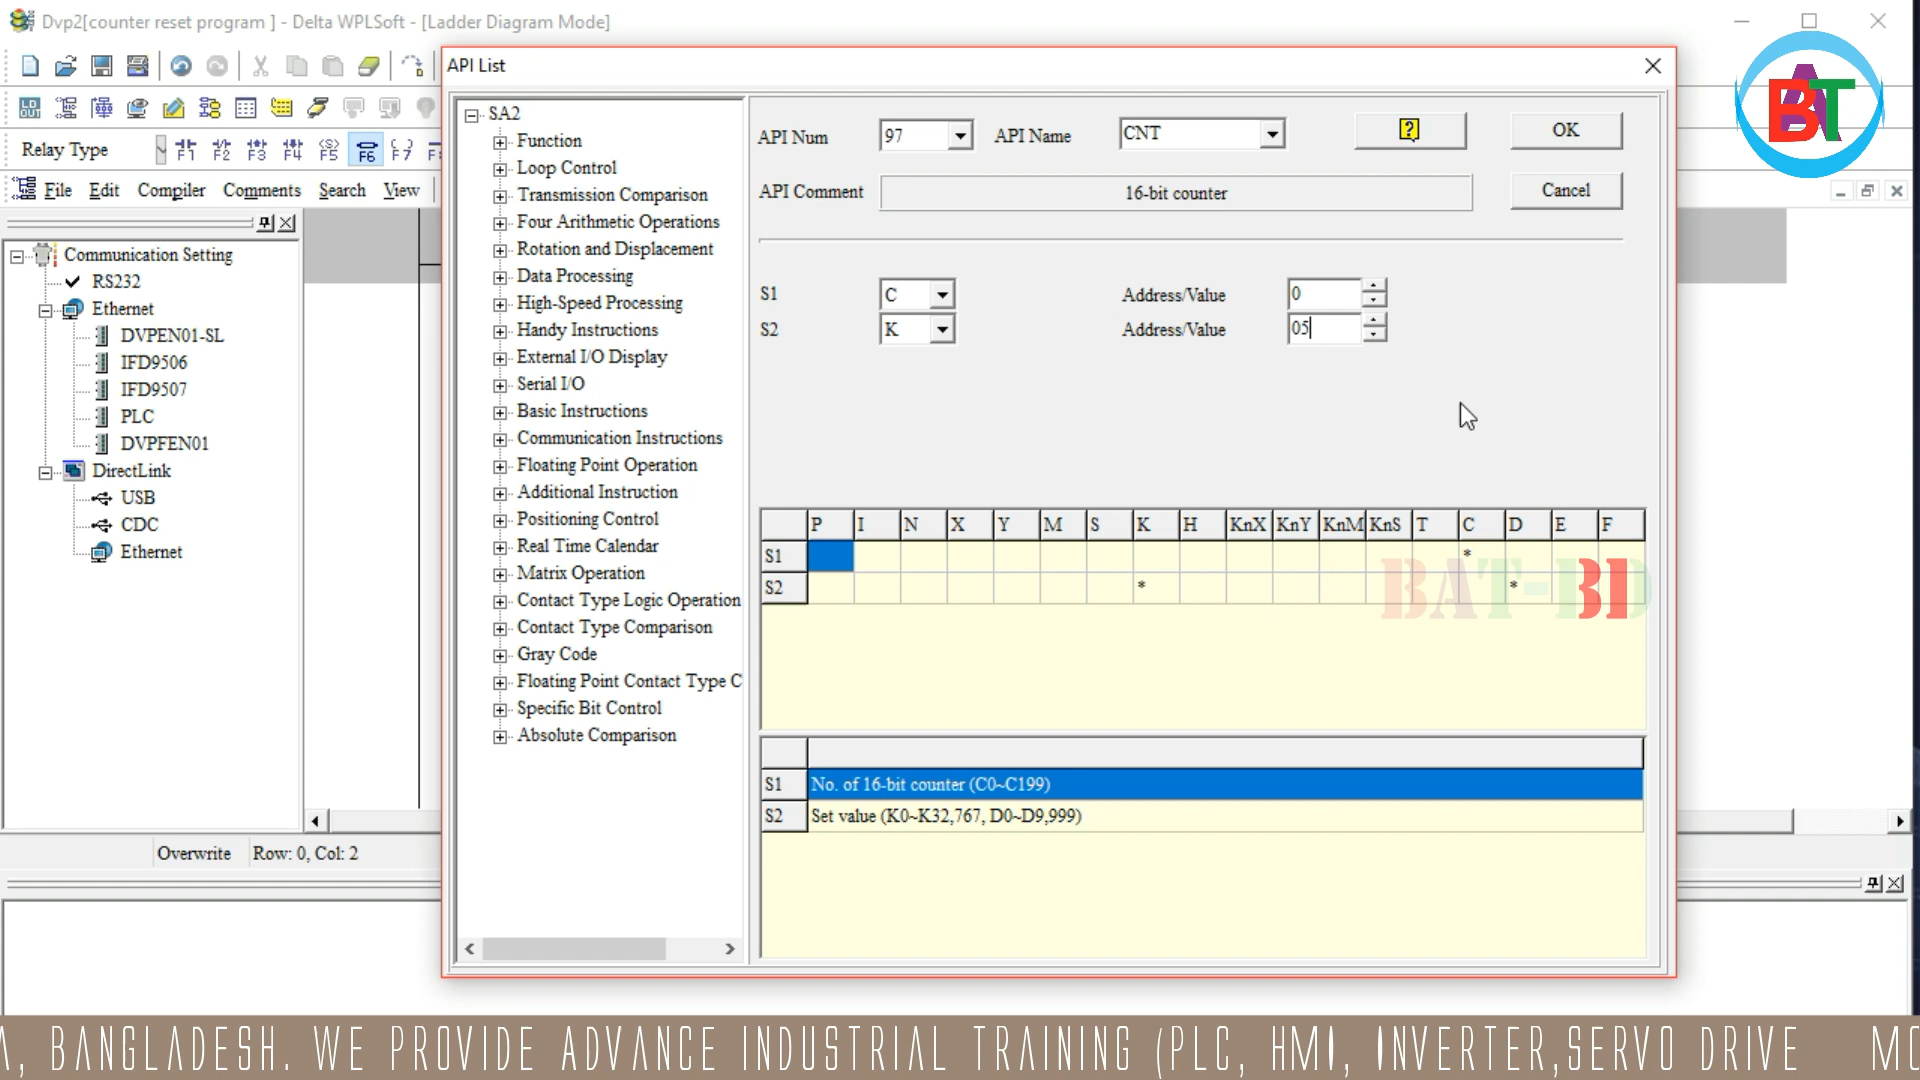 Dvp2[counter reset program ] - Delta WPLSoft - [Ladder Diagram Mode]
BAT
API List
Relay Type
F1 F2 F3 F4 F5 F6 F7
File Edit Compiler Comments Search View
Communication Setting
RS232
Ethernet
DVPEN01-SL
IFD9506
IFD9507
PLC
DVPFEN01
DirectLink
USB
CDC
Ethernet
Overwrite Row: 0, Col: 2
SA2
Function
Loop Control
Transmission Comparison
Four Arithmetic Operations
Rotation and Displacement
Data Processing
High-Speed Processing
Handy Instructions
External I/O Display
Serial I/O
Basic Instructions
Communication Instructions
Floating Point Operation
Additional Instruction
Positioning Control
Real Time Calendar
Matrix Operation
Contact Type Logic Operation
Contact Type Comparison
Gray Code
Floating Point Contact Type C
Specific Bit Control
Absolute Comparison
API Num 97 API Name CNT ? OK
API Comment 16-bit counter Cancel
S1 C Address/Value 0
S2 K Address/Value 05
P I N X Y M S K H KnX KnY KnM KnS T C D E F
S1 *
S2 * *
BAT-BD
S1 No. of 16-bit counter (C0~C199)
S2 Set value (K0~K32,767, D0~D9,999)
A, BANGLADESH. WE PROVIDE ADVANCE INDUSTRIAL TRAINING (PLC, HMI, INVERTER,SERVO DRIVE MO